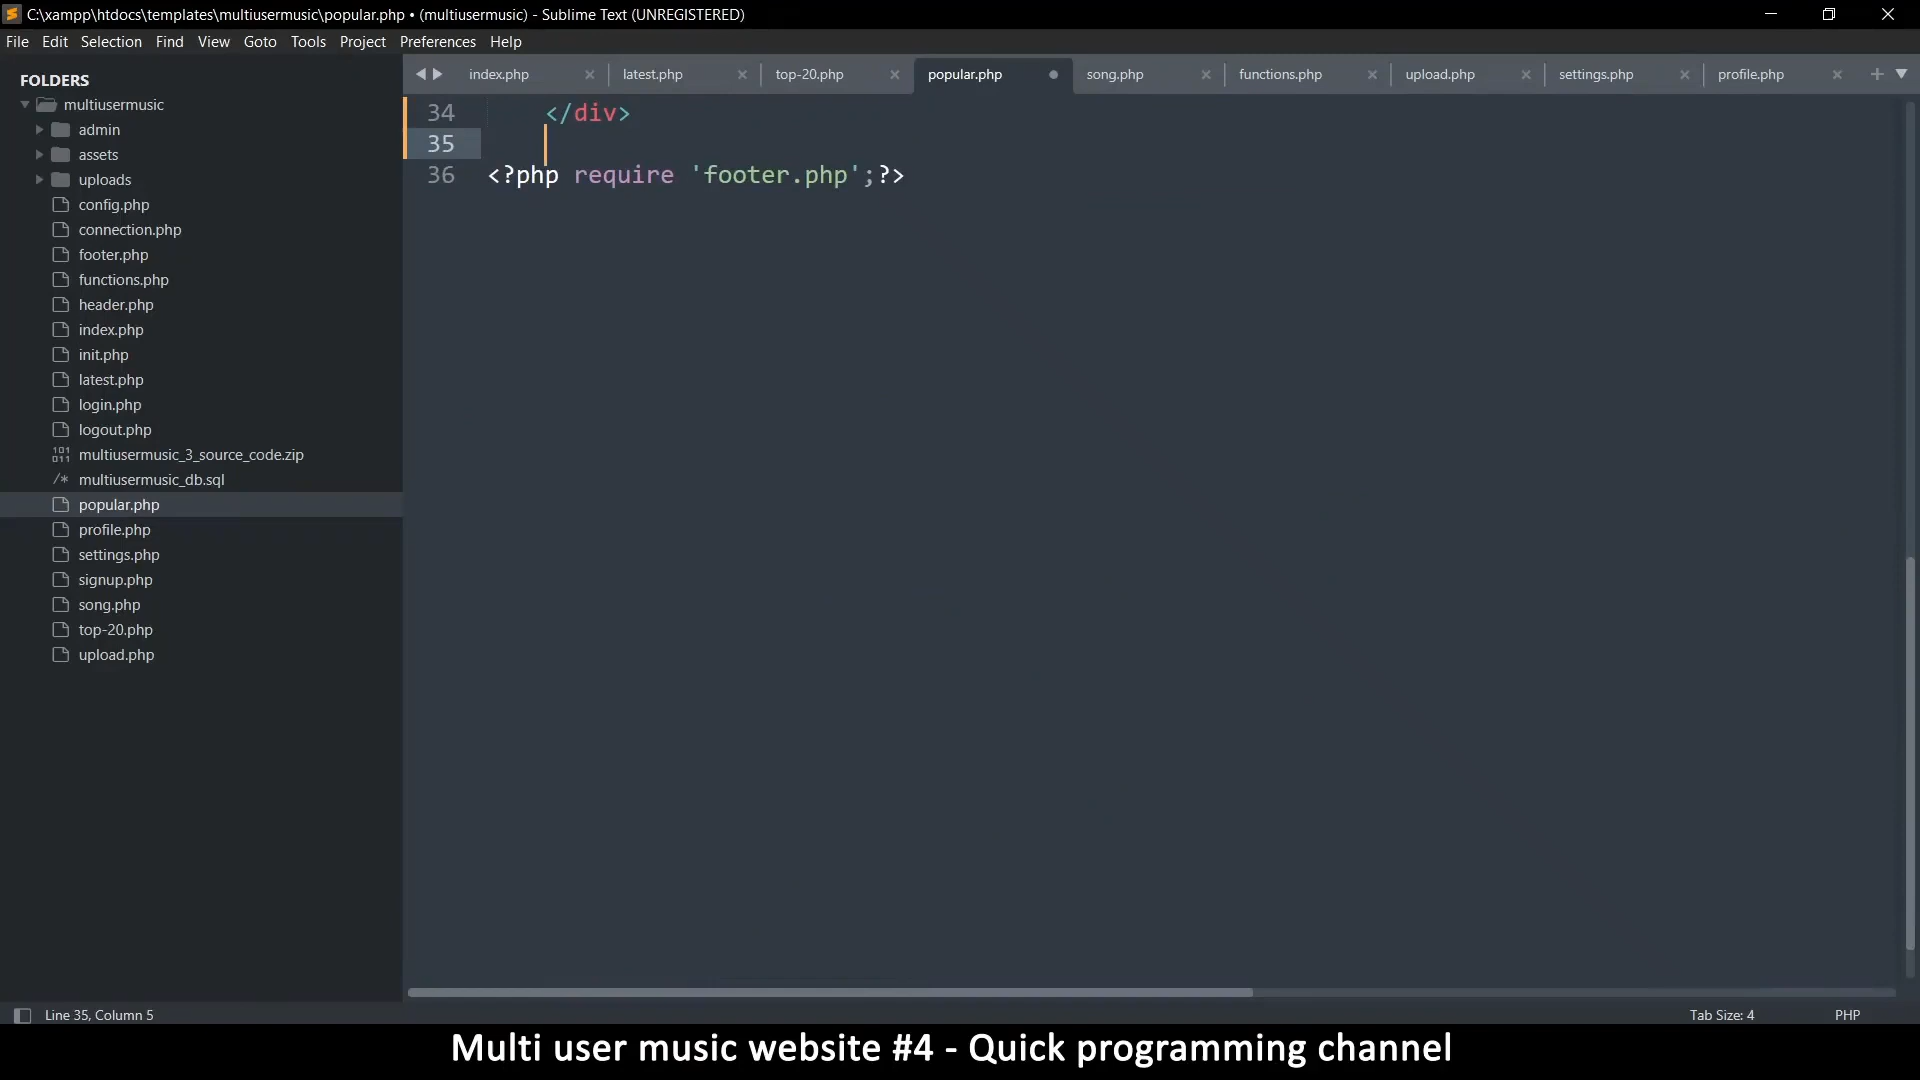 C:\xampp\htdocs\templates\multiusermusic\popular.php • (multiusermusic) - Sublime Text (UNREGISTERED)
File Edit Selection Find View Goto Tools Project Preferences Help
FOLDERS
multiusermusic
admin
assets
uploads
config.php
connection.php
footer.php
functions.php
header.php
index.php
init.php
latest.php
login.php
logout.php
multiusermusic_3_source_code.zip
/* multiusermusic_db.sql
popular.php
profile.php
settings.php
signup.php
song.php
top-20.php
upload.php
index.php latest.php top-20.php popular.php song.php functions.php upload.php settings.php profile.php
34 </div>
35
36 <?php require 'footer.php';?>
Line 35, Column 5 Tab Size: 4 PHP
Multi user music website #4 - Quick programming channel